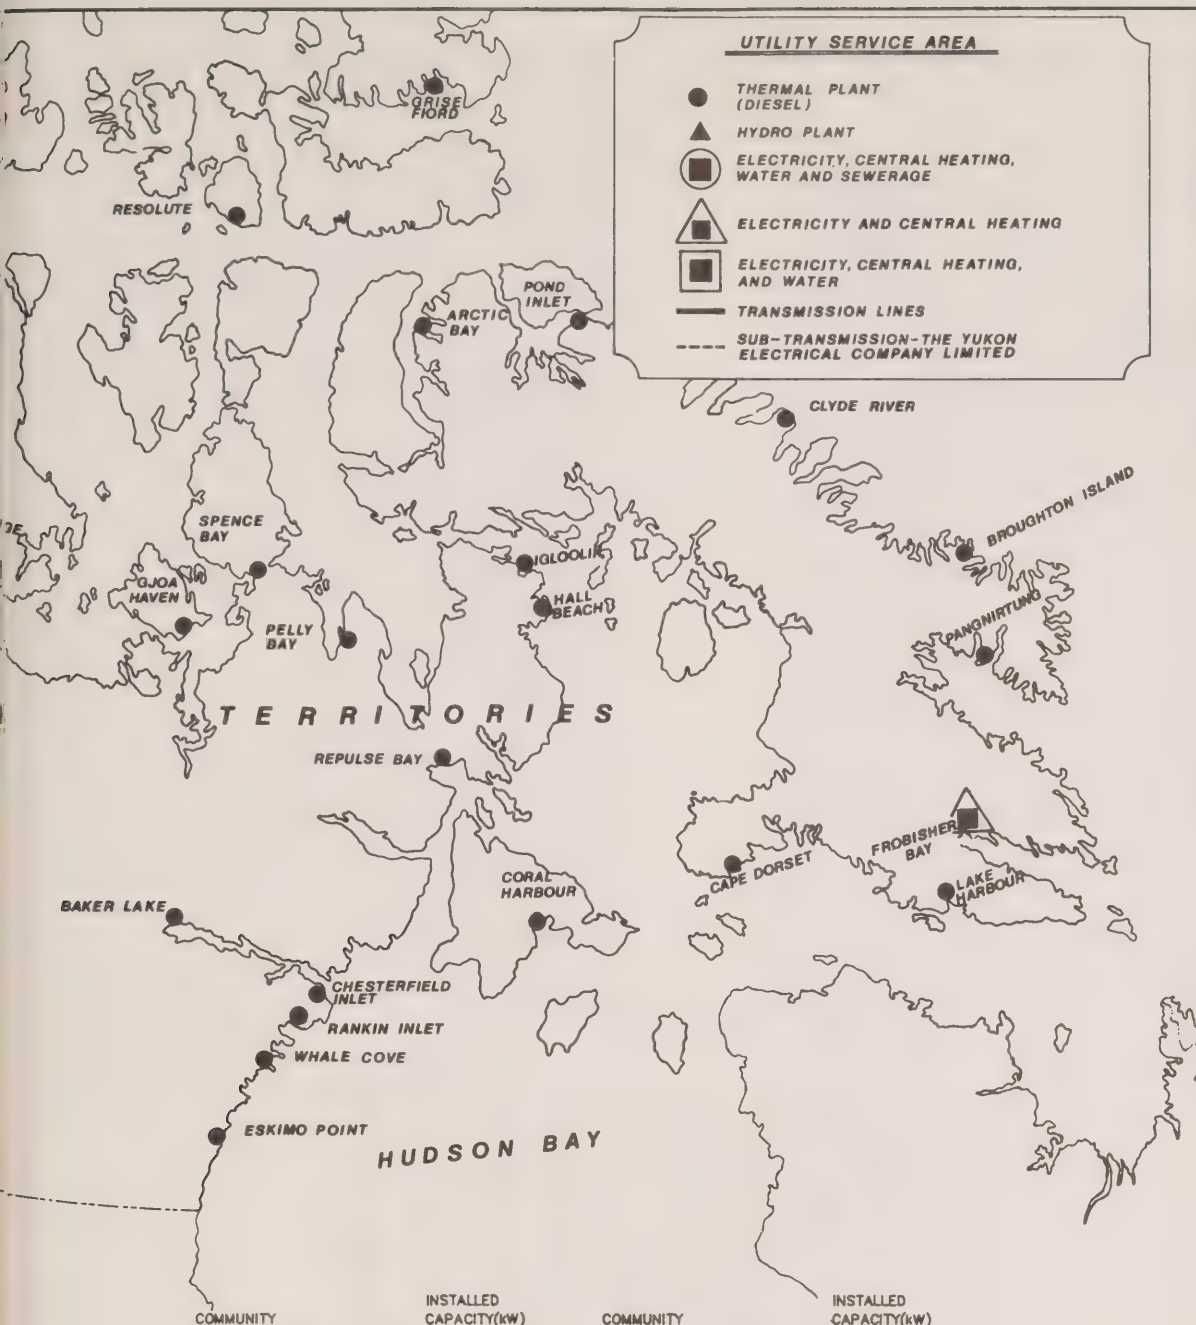 UTILITY SERVICE AREA
THERMAL PLANT
(DIESEL)
HYDRO PLANT
ELECTRICITY, CENTRAL HEATING,
WATER AND SEWERAGE
ELECTRICITY AND CENTRAL HEATING
ELECTRICITY, CENTRAL HEATING,
AND WATER
TRANSMISSION LINES
SUB-TRANSMISSION-THE YUKON
ELECTRICAL COMPANY LIMITED
GRISE
FIORD
RESOLUTE
POND
INLET
ARCTIC
BAY
CLYDE RIVER
BROUGHTON ISLAND
SPENCE
BAY
IGLOOLIK
GJOA
HAVEN
HALL
BEACH
PANGNIRTUNG
PELLY
BAY
TERRITORIES
REPULSE BAY
FROBISHER
BAY
CAPE DORSET
LAKE
HARBOUR
CORAL
HARBOUR
BAKER LAKE
CHESTERFIELD
INLET
RANKIN INLET
WHALE COVE
ESKIMO POINT
HUDSON BAY
COMMUNITY
INSTALLED
CAPACITY(kW)
COMMUNITY
INSTALLED
CAPACITY(kW)